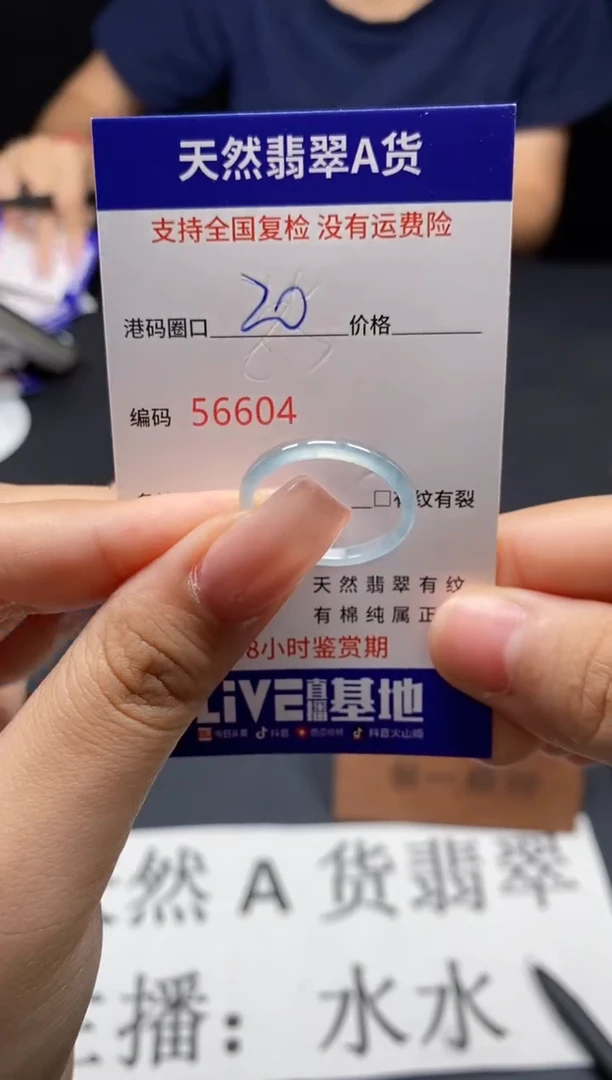 天然翡翠A货
支持全国复检 没有运费险
港码圈口 20 价格
编码 56604
□有纹有裂
天然翡翠有纹
有棉纯属正
8小时鉴赏期
LiVE直播基地
今日头条 抖音 西瓜视频 抖音火山版
然 A 货翡翠
主播：水水